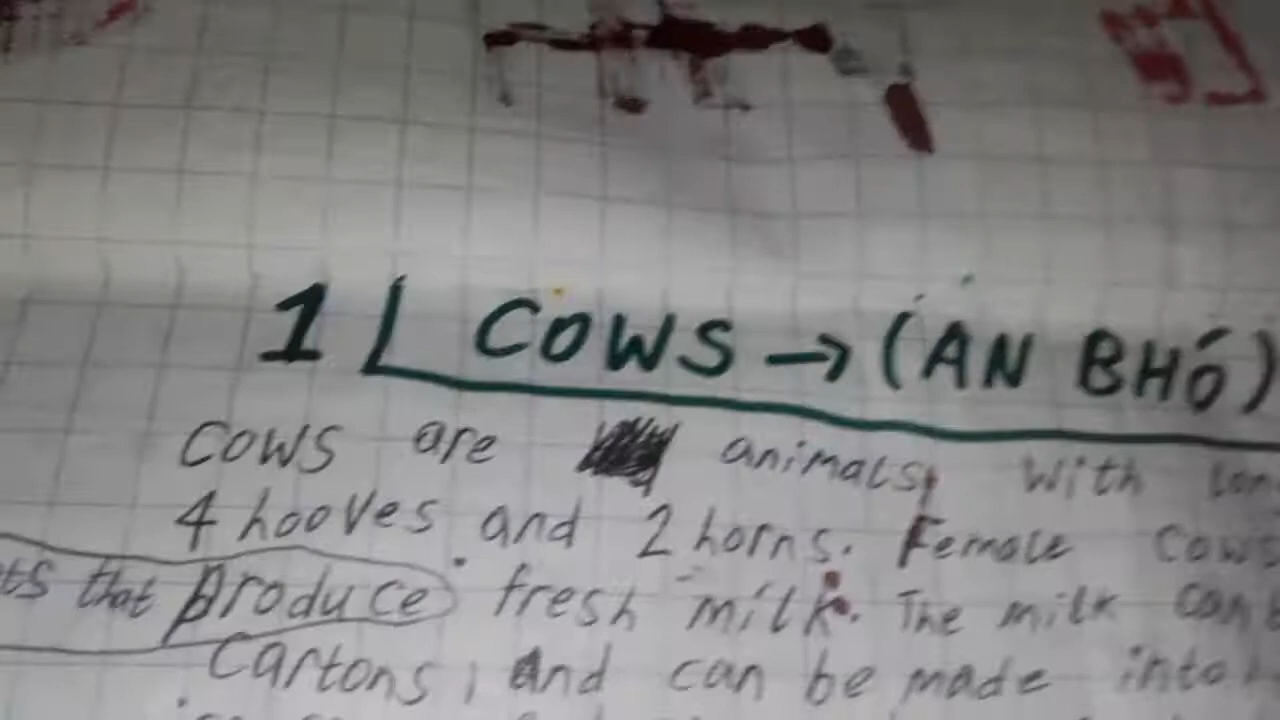 1 COWS → (AN BHÓ)
COWS are animals, with
4 hooves and 2 horns. Female cows
that produce fresh milk. The milk can
cartons, and can be made into